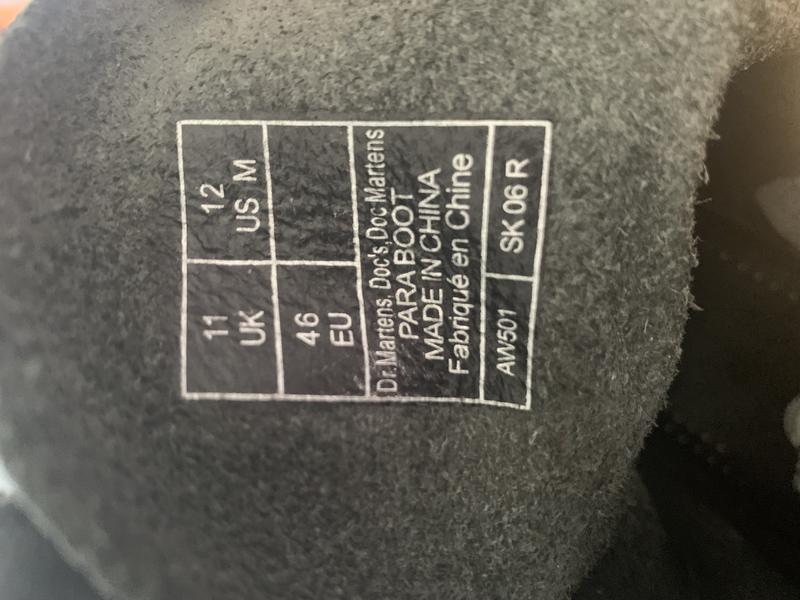 11
UK
12
US M
46
EU
Dr. Martens, Doc's, Doc Martens
PARA BOOT
MADE IN CHINA
Fabriqué en Chine
AW501
SK 06 R